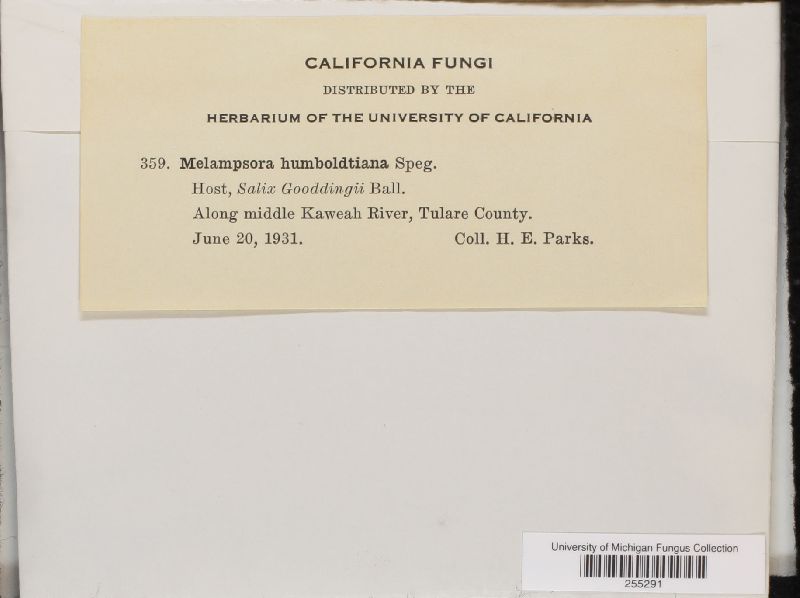 CALIFORNIA FUNGI
DISTRIBUTED BY THE
HERBARIUM OF THE UNIVERSITY OF CALIFORNIA
359. Melampsora humboldtiana Speg.
Host, Salix Gooddingii Ball.
Along middle Kaweah River, Tulare County.
June 20, 1931. Coll. H. E. Parks.
University of Michigan Fungus Collection
255291